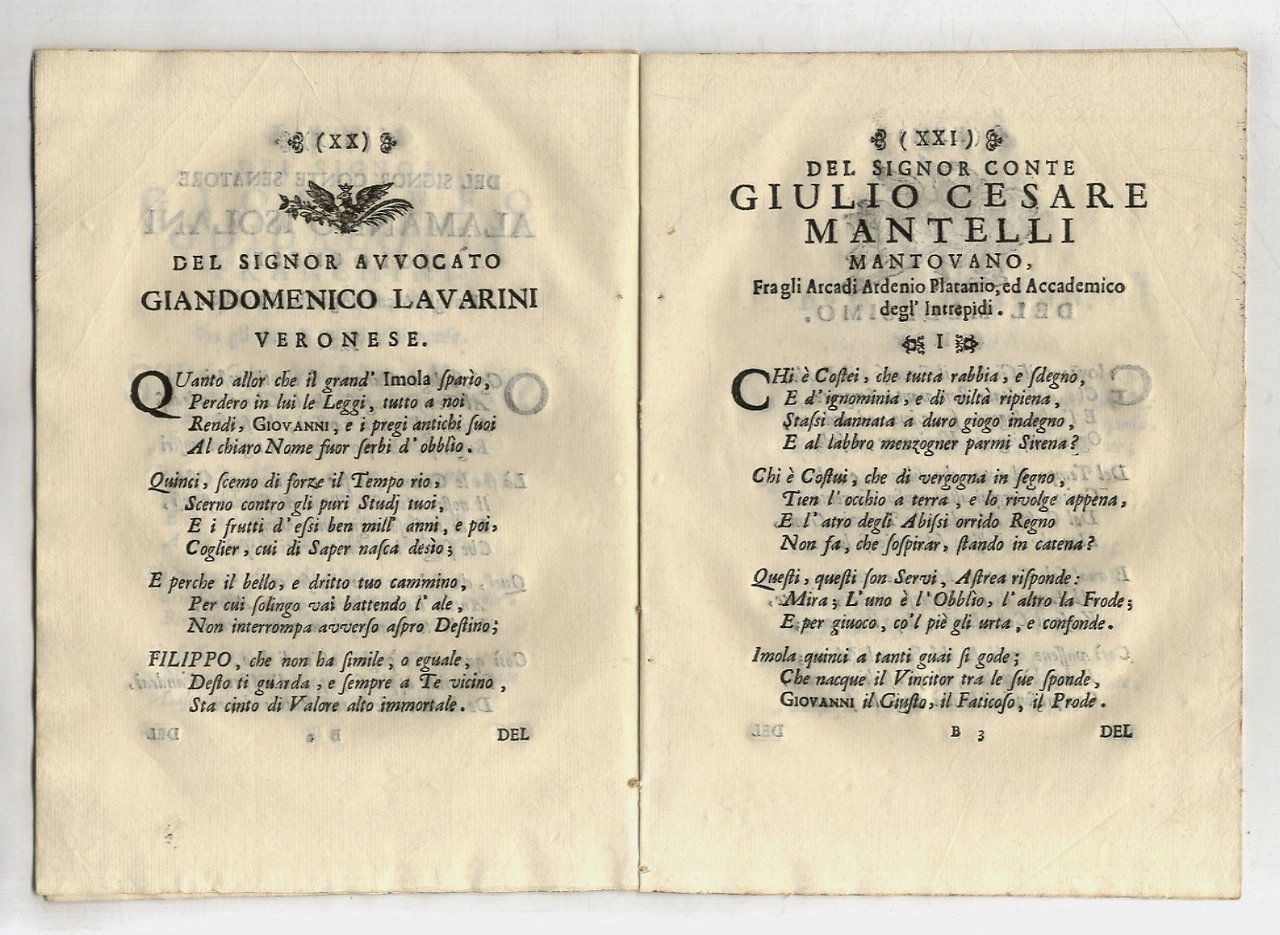 (XX)
DEL SIGNOR AVVOCATO
GIANDOMENICO LAVARINI
VERONESE.
QUanto allor che il grand' Imola sparìo,
Perdero in lui le Leggi, tutto a noi
Rendi, GIOVANNI, e i pregi antichi suoi
Al chiaro Nome fuor serbi d'obblìo.
Quinci, scemo di forze il Tempo rio,
Scerno contro gli puri Studj tuoi,
E i frutti d'essi ben mill' anni, e poi,
Coglier, cui di Saper nasca desìo;
E perche il bello, e dritto tuo cammino,
Per cui solingo vai battendo l'ale,
Non interrompa avverso aspro Destino;
FILIPPO, che non ha simile, o eguale,
Desto ti guarda, e sempre a Te vicino,
Sta cinto di Valore alto immortale.
DEL
(XXI)
DEL SIGNOR CONTE
GIULIO CESARE
MANTELLI
MANTOVANO,
Fra gli Arcadi Ardenio Platanio, ed Accademico
degl' Intrepidi.
I
CHi è Costei, che tutta rabbia, e sdegno,
E d'ignominia, e di viltà ripiena,
Stassi dannata a duro giogo indegno,
E al labbro menzogner parmi Sirena?
Chi è Costui, che di vergogna in segno,
Tien l'occhio a terra, e lo rivolge appena,
E l'atro degli Abissi orrido Regno
Non fa, che sospirar, stando in catena?
Questi, questi son Servi, Astrea risponde:
Mira; L'uno è l'Obblìo, l'altro la Frode;
E per giuoco, co'l piè gli urta, e confonde.
Imola quinci a tanti guai si gode;
Che nacque il Vincitor tra le sue sponde,
GIOVANNI il Giusto, il Faticoso, il Prode.
B 3 DEL